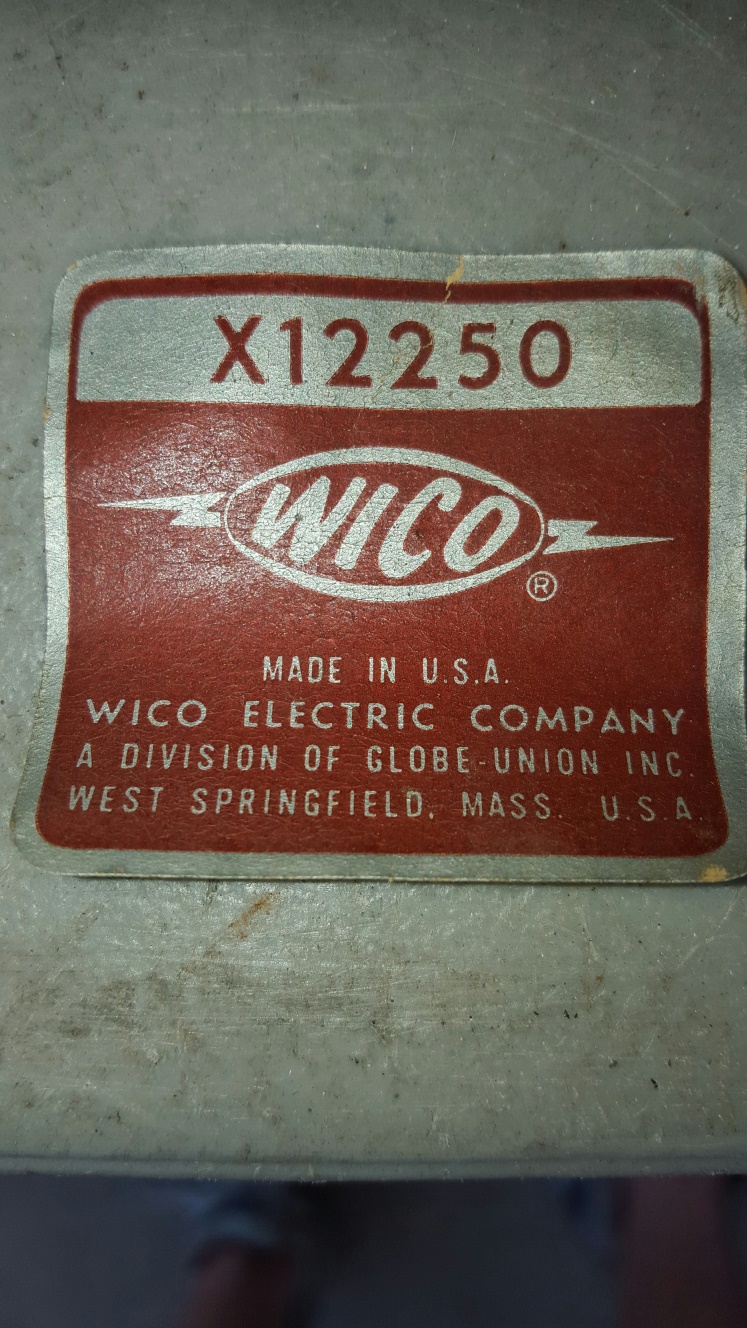 X12250
WICO
®
MADE IN U.S.A.
WICO ELECTRIC COMPANY
A DIVISION OF GLOBE-UNION INC.
WEST SPRINGFIELD, MASS. U.S.A.